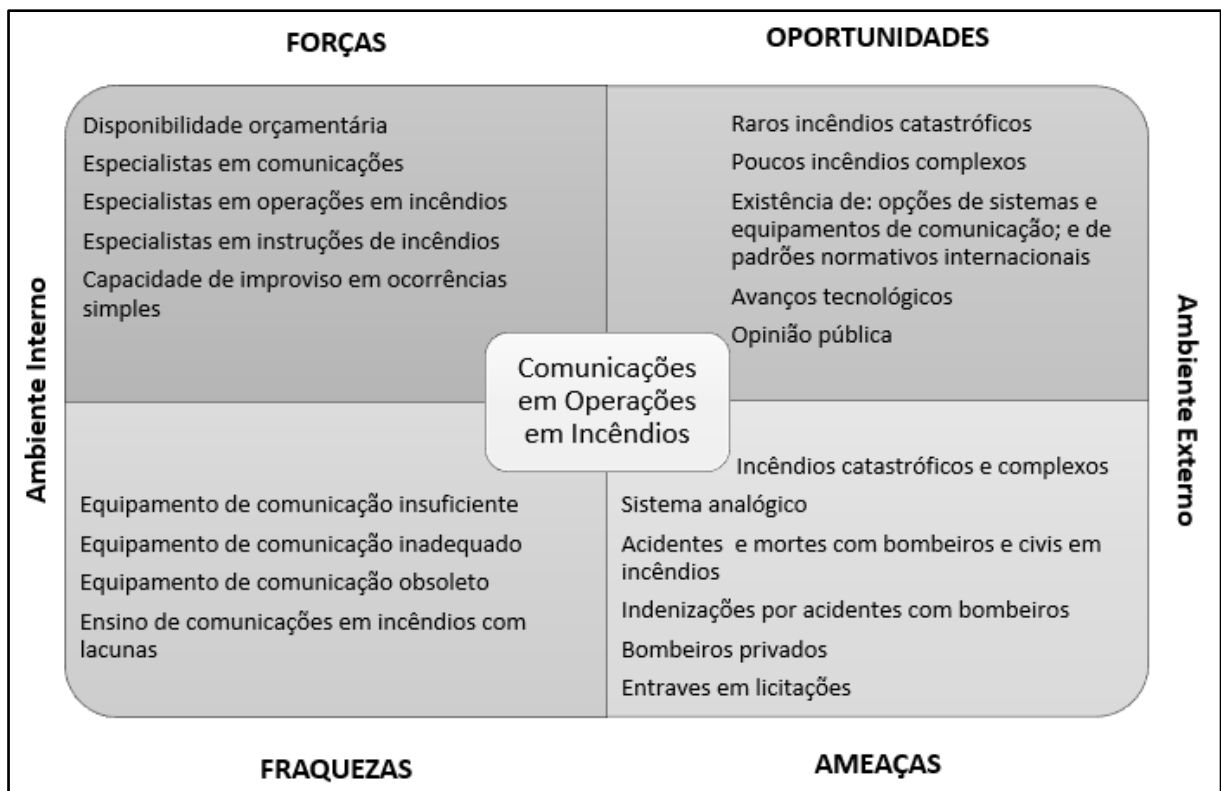 FORÇAS
OPORTUNIDADES
Disponibilidade orçamentária
Especialistas em comunicações
Especialistas em operações em incêndios
Especialistas em instruções de incêndios
Capacidade de improviso em ocorrências
simples
Raros incêndios catastróficos
Poucos incêndios complexos
Existência de: opções de sistemas e
equipamentos de comunicação; e de
padrões normativos internacionais
Avanços tecnológicos
Opinião pública
Ambiente Interno
Comunicações
em Operações
em Incêndios
Ambiente Externo
Equipamento de comunicação insuficiente
Equipamento de comunicação inadequado
Equipamento de comunicação obsoleto
Ensino de comunicações em incêndios com
lacunas
Incêndios catastróficos e complexos
Sistema analógico
Acidentes e mortes com bombeiros e civis em
incêndios
Indenizações por acidentes com bombeiros
Bombeiros privados
Entraves em licitações
FRAQUEZAS
AMEAÇAS